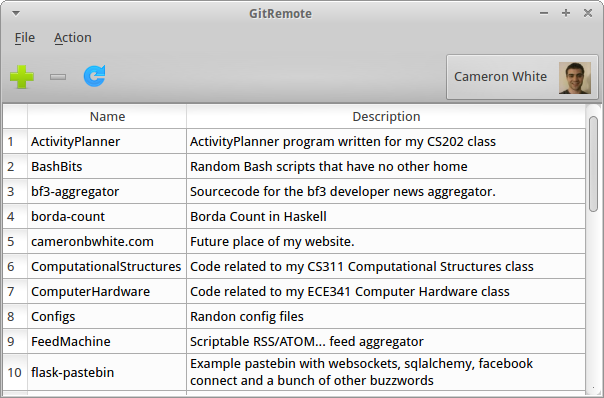 GitRemote
File Action
Cameron White
Name Description
1 ActivityPlanner ActivityPlanner program written for my CS202 class
2 BashBits Random Bash scripts that have no other home
3 bf3-aggregator Sourcecode for the bf3 developer news aggregator.
4 borda-count Borda Count in Haskell
5 cameronbwhite.com Future place of my website.
6 ComputationalStructures Code related to my CS311 Computational Structures class
7 ComputerHardware Code related to my ECE341 Computer Hardware class
8 Configs Randon config files
9 FeedMachine Scriptable RSS/ATOM... feed aggregator
10 flask-pastebin Example pastebin with websockets, sqlalchemy, facebook
connect and a bunch of other buzzwords